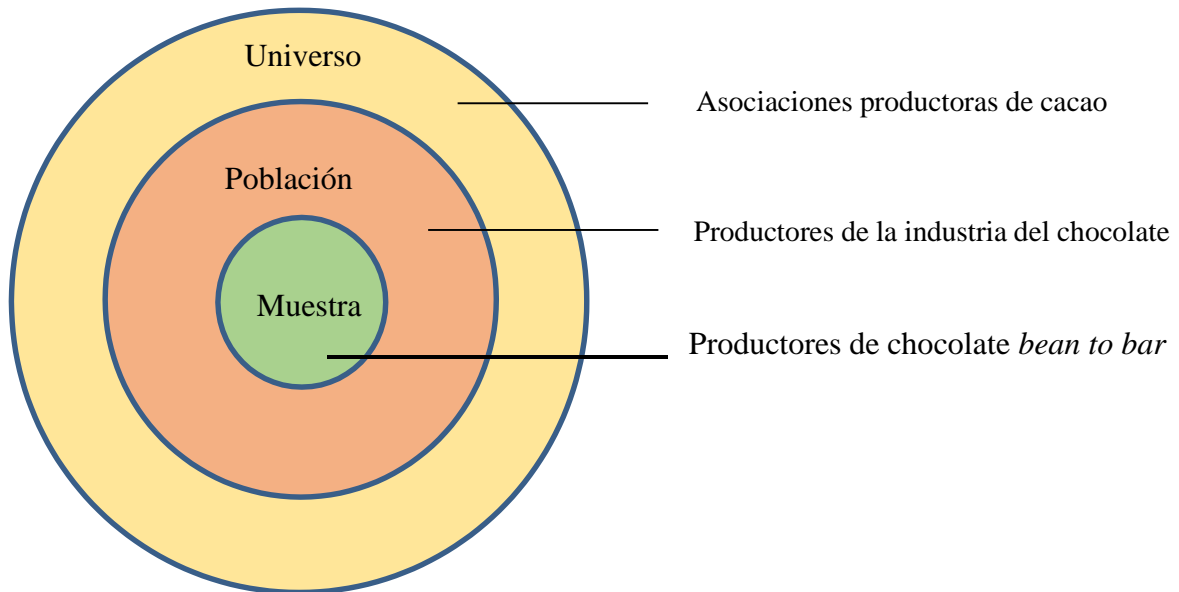 Universo
Asociaciones productoras de cacao
Población
Productores de la industria del chocolate
Muestra
Productores de chocolate bean to bar